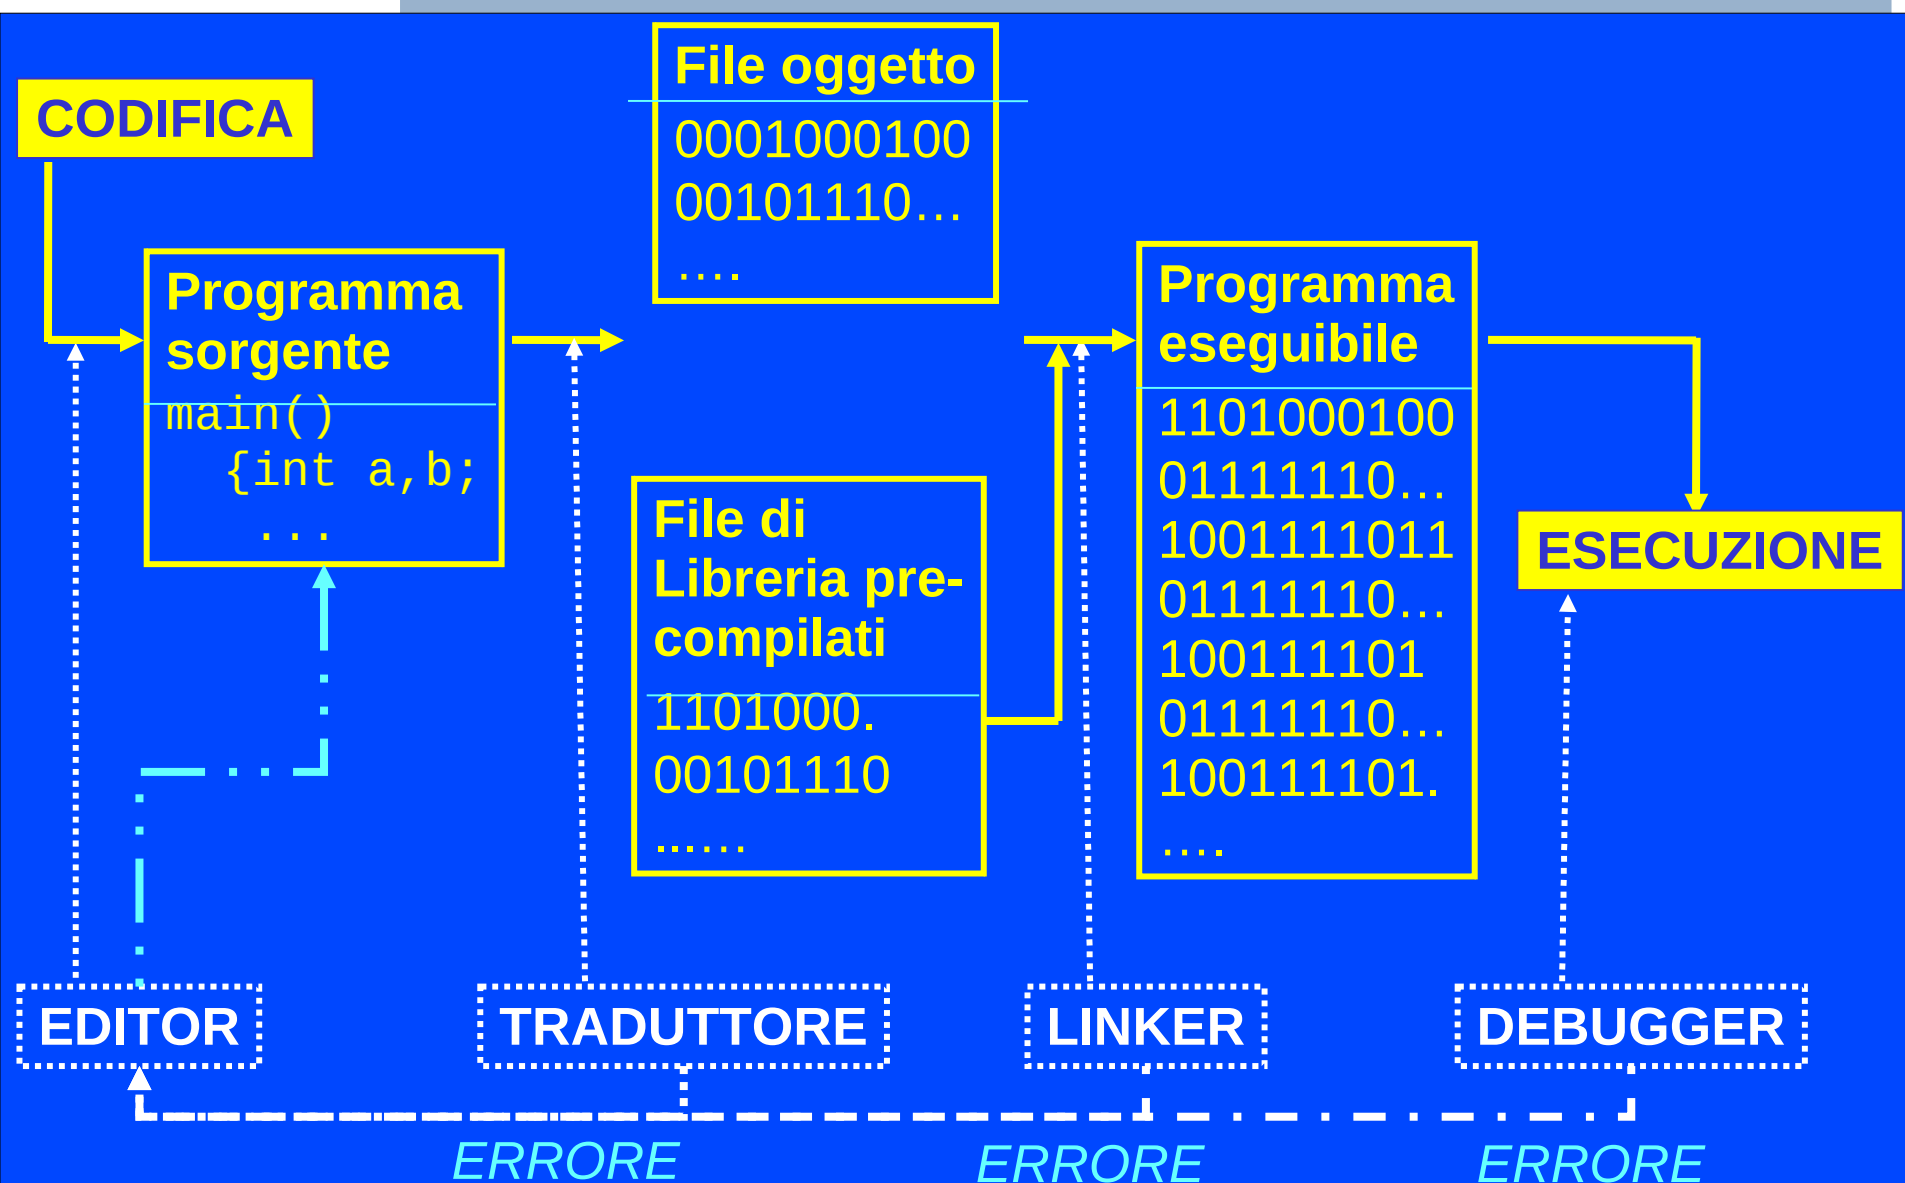 CODIFICA
File oggetto
0001000100
00101110…
….
Programma
sorgente
main()
{int a,b;
...
File di
Libreria pre-
compilati
1101000.
00101110
...…
Programma
eseguibile
1101000100
01111110…
1001111011
01111110…
100111101
01111110…
100111101.
….
ESECUZIONE
EDITOR
TRADUTTORE
LINKER
DEBUGGER
ERRORE
ERRORE
ERRORE